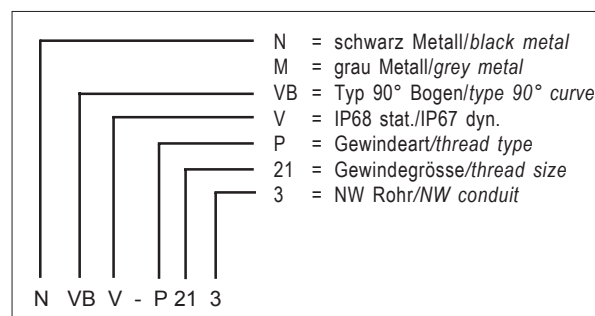 N = schwarz Metall/black metal
M = grau Metall/grey metal
VB = Typ 90° Bogen/type 90° curve
V = IP68 stat./IP67 dyn.
P = Gewindeart/thread type
21 = Gewindegrösse/thread size
3 = NW Rohr/NW conduit
N VB V - P 21 3